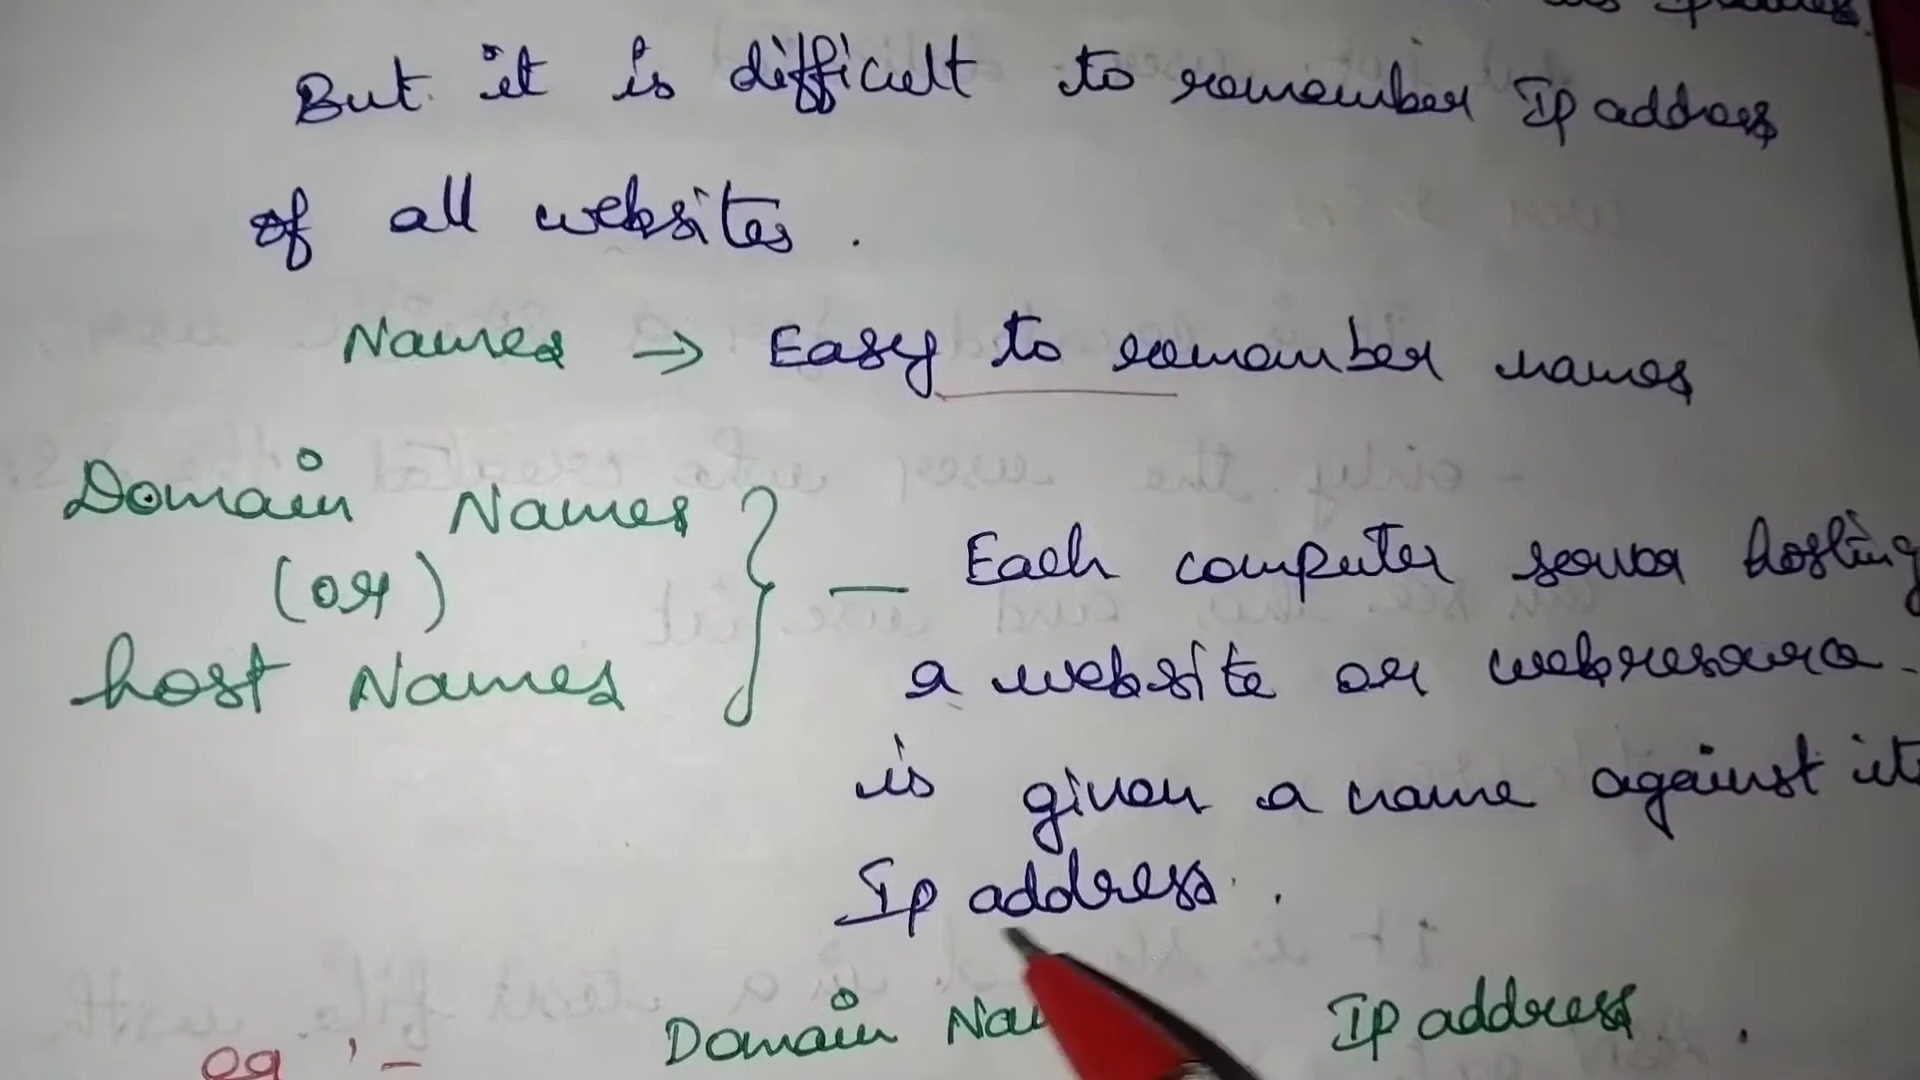 But it is difficult to remember Ip address
of all websites.
Names → Easy to remember names
Domain Names
(or)
host Names
} — Each computer server hosting
a website or webresource
is given a name against its
Ip address.
eg :- Domain Ip address